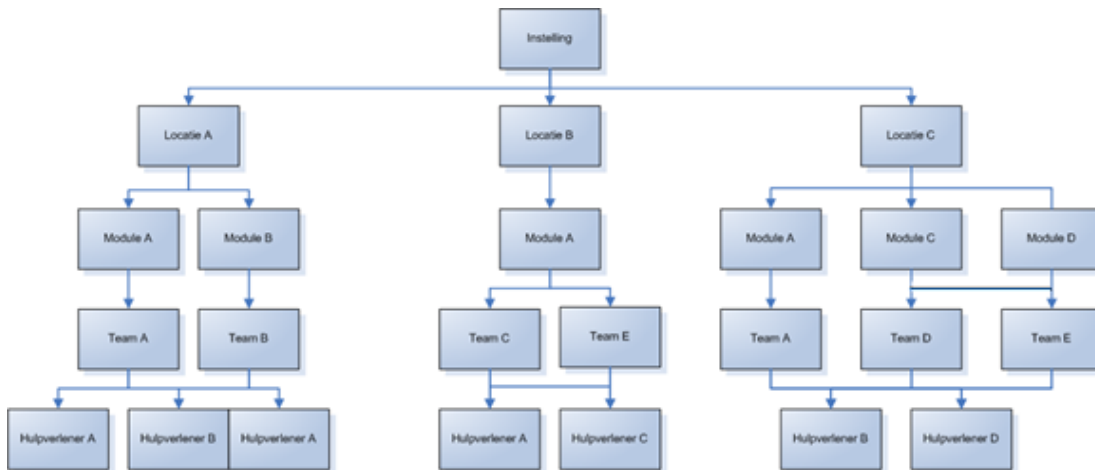 Instelling
Locatie A
Locatie B
Locatie C
Module A
Module B
Module A
Module A
Module C
Module D
Team A
Team B
Team C
Team E
Team A
Team D
Team E
Hulpverlener A
Hulpverlener B
Hulpverlener A
Hulpverlener A
Hulpverlener C
Hulpverlener B
Hulpverlener D